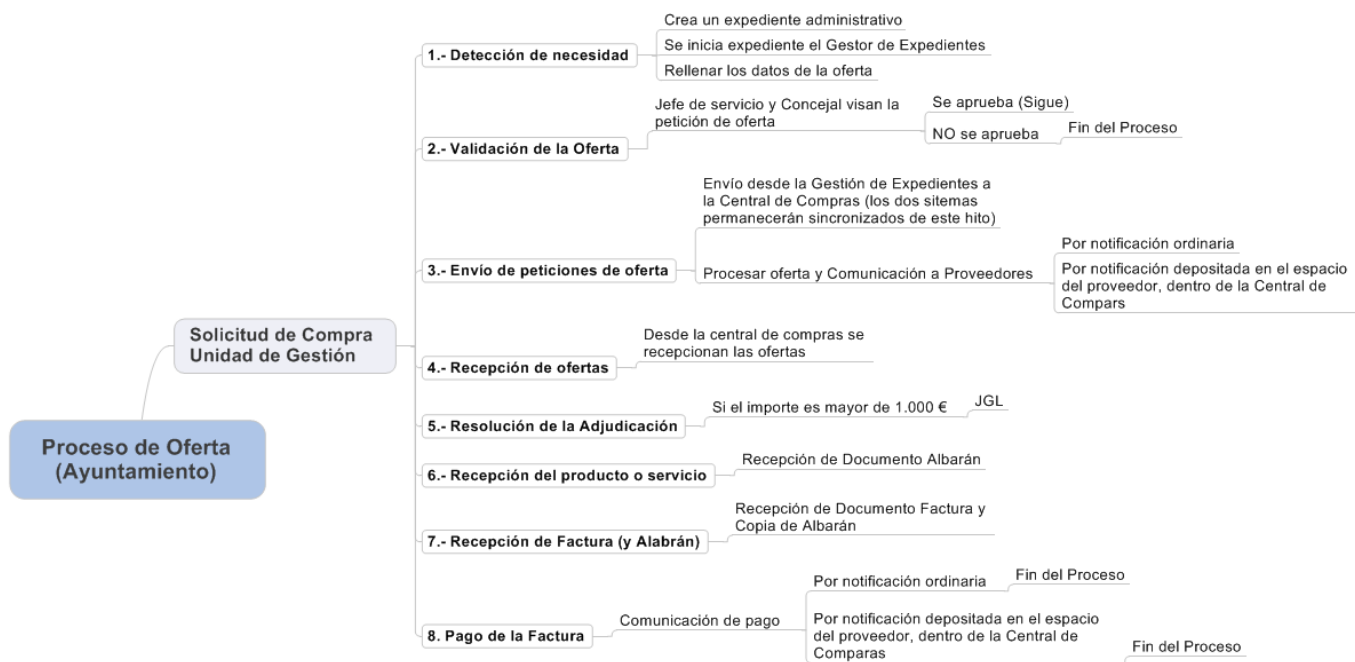 Proceso de Oferta
(Ayuntamiento)
Solicitud de Compra
Unidad de Gestión
1.- Detección de necesidad
Crea un expediente administrativo
Se inicia expediente el Gestor de Expedientes
Rellenar los datos de la oferta
2.- Validación de la Oferta
Jefe de servicio y Concejal visan la
petición de oferta
Se aprueba (Sigue)
NO se aprueba
Fin del Proceso
3.- Envío de peticiones de oferta
Envío desde la Gestión de Expedientes a
la Central de Compras (los dos sitemas
permanecerán sincronizados de este hito)
Procesar oferta y Comunicación a Proveedores
Por notificación ordinaria
Por notificación depositada en el espacio
del proveedor, dentro de la Central de
Compars
4.- Recepción de ofertas
Desde la central de compras se
recepcionan las ofertas
5.- Resolución de la Adjudicación
Si el importe es mayor de 1.000 €
JGL
6.- Recepción del producto o servicio
Recepción de Documento Albarán
7.- Recepción de Factura (y Alabrán)
Recepción de Documento Factura y
Copia de Albarán
8. Pago de la Factura
Comunicación de pago
Por notificación ordinaria
Fin del Proceso
Por notificación depositada en el espacio
del proveedor, dentro de la Central de
Comparas
Fin del Proceso